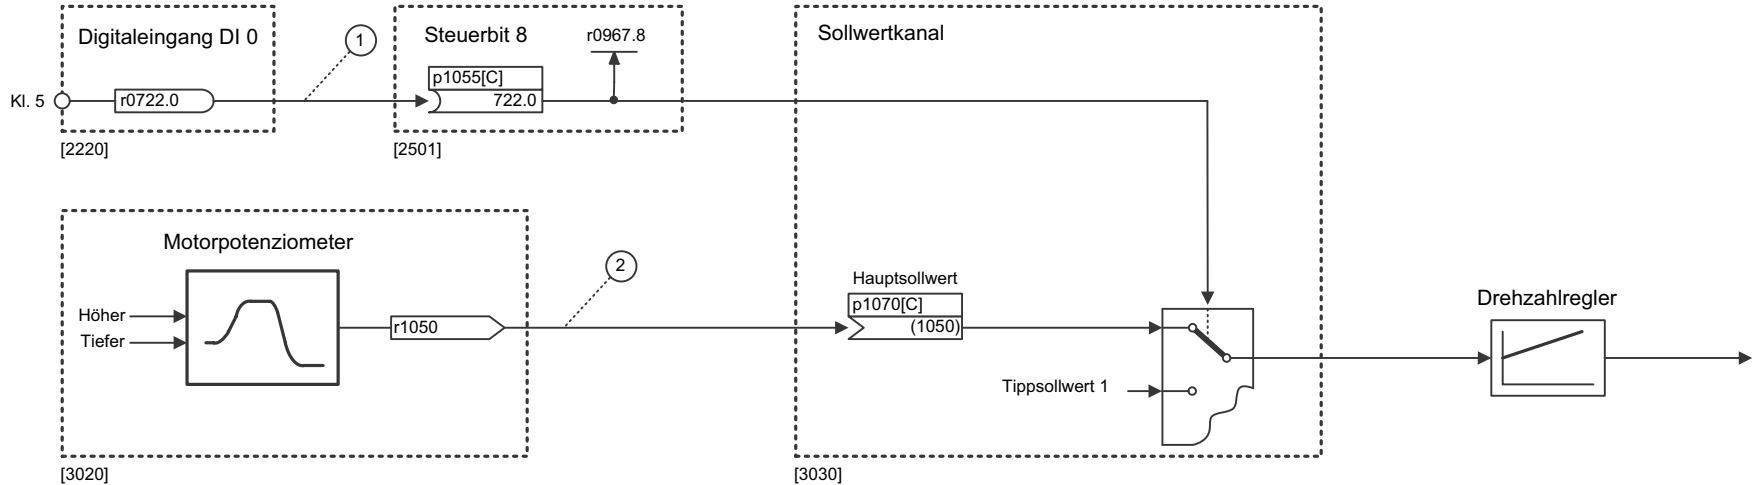 Digitaleingang DI 0
1
Steuerbit 8
r0967.8
Sollwertkanal
p1055[C]
Kl. 5
r0722.0
722.0
[2220]
[2501]
Motorpotenziometer
2
Hauptsollwert
p1070[C]
Drehzahlregler
Höher
r1050
(1050)
Tiefer
Tippsollwert 1
[3020]
[3030]